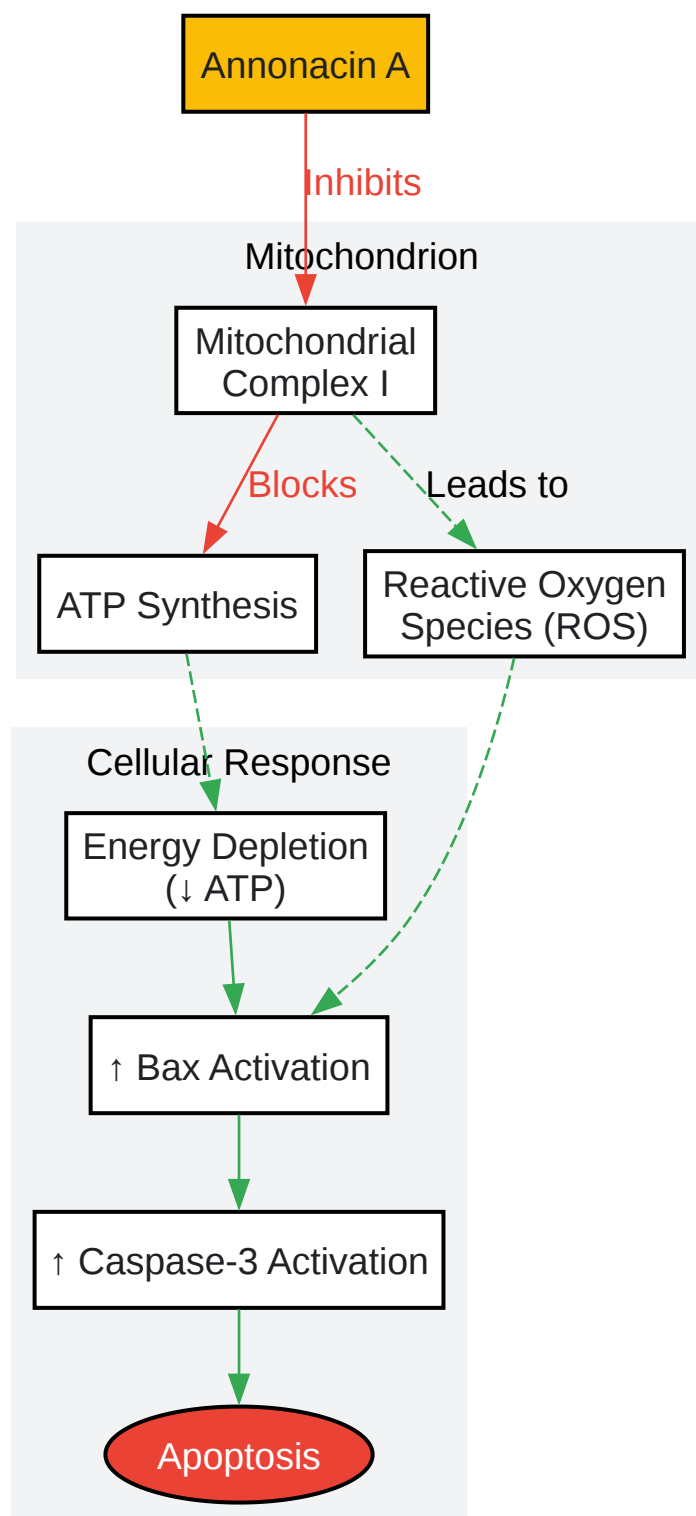 Annonacin A
Inhibits
Mitochondrion
Mitochondrial
Complex I
Blocks
Leads to
ATP Synthesis
Reactive Oxygen
Species (ROS)
Cellular Response
Energy Depletion
(↓ ATP)
↑ Bax Activation
↑ Caspase-3 Activation
Apoptosis